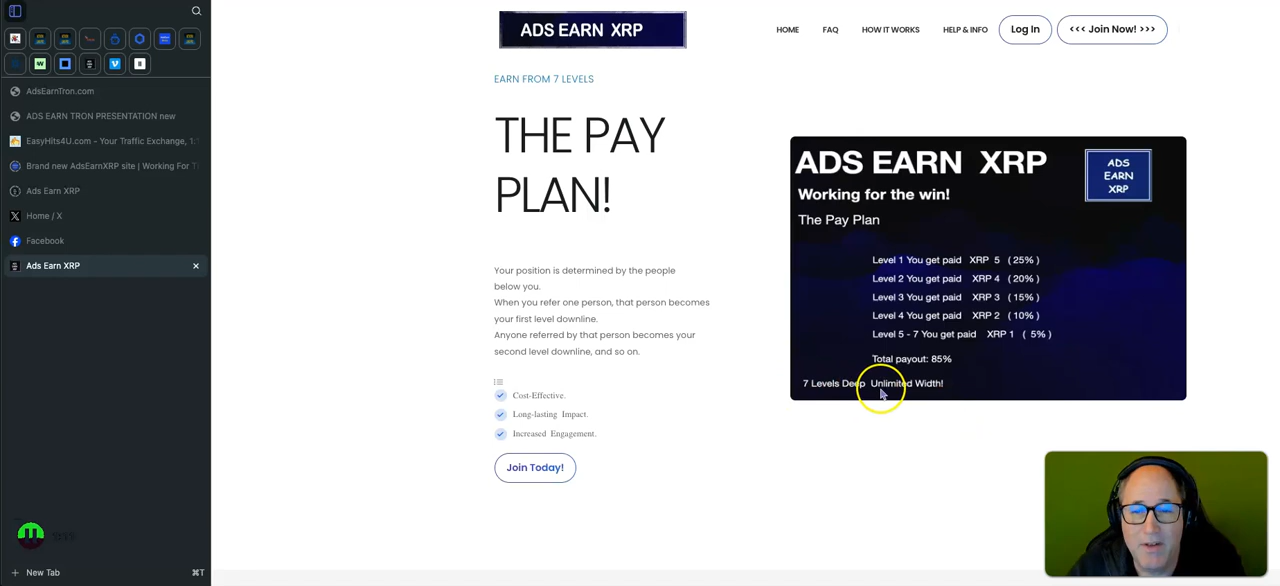 ADS EARN XRP
HOME
FAQ
HOW IT WORKS
HELP & INFO
Log In
<<< Join Now! >>>
AdsEarnTron.com
ADS EARN TRON PRESENTATION new
EasyHits4U.com - Your Traffic Exchange, 1:
Brand new AdsEarnXRP site | Working For T
Ads Earn XRP
Home / X
Facebook
Ads Earn XRP
New Tab
⌘T
EARN FROM 7 LEVELS
THE PAY
PLAN!
Your position is determined by the people
below you.
When you refer one person, that person becomes
your first level downline.
Anyone referred by that person becomes your
second level downline, and so on.
Cost-Effective.
Long-lasting Impact.
Increased Engagement.
Join Today!
ADS EARN XRP
ADS
EARN
XRP
Working for the win!
The Pay Plan
Level 1 You get paid XRP 5 ( 25% )
Level 2 You get paid XRP 4 ( 20% )
Level 3 You get paid XRP 3 ( 15% )
Level 4 You get paid XRP 2 ( 10% )
Level 5 - 7 You get paid XRP 1 ( 5% )
Total payout: 85%
7 Levels Deep Unlimited Width!